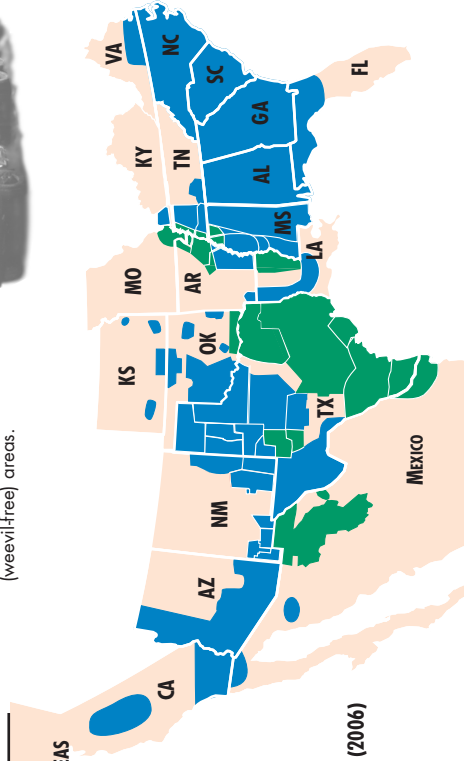 (weevil-free) areas.
VA
NC
SC
KY
TN
GA
FL
AL
MS
MO
AR
LA
KS
OK
TX
NM
AZ
CA
MEXICO
(2006)